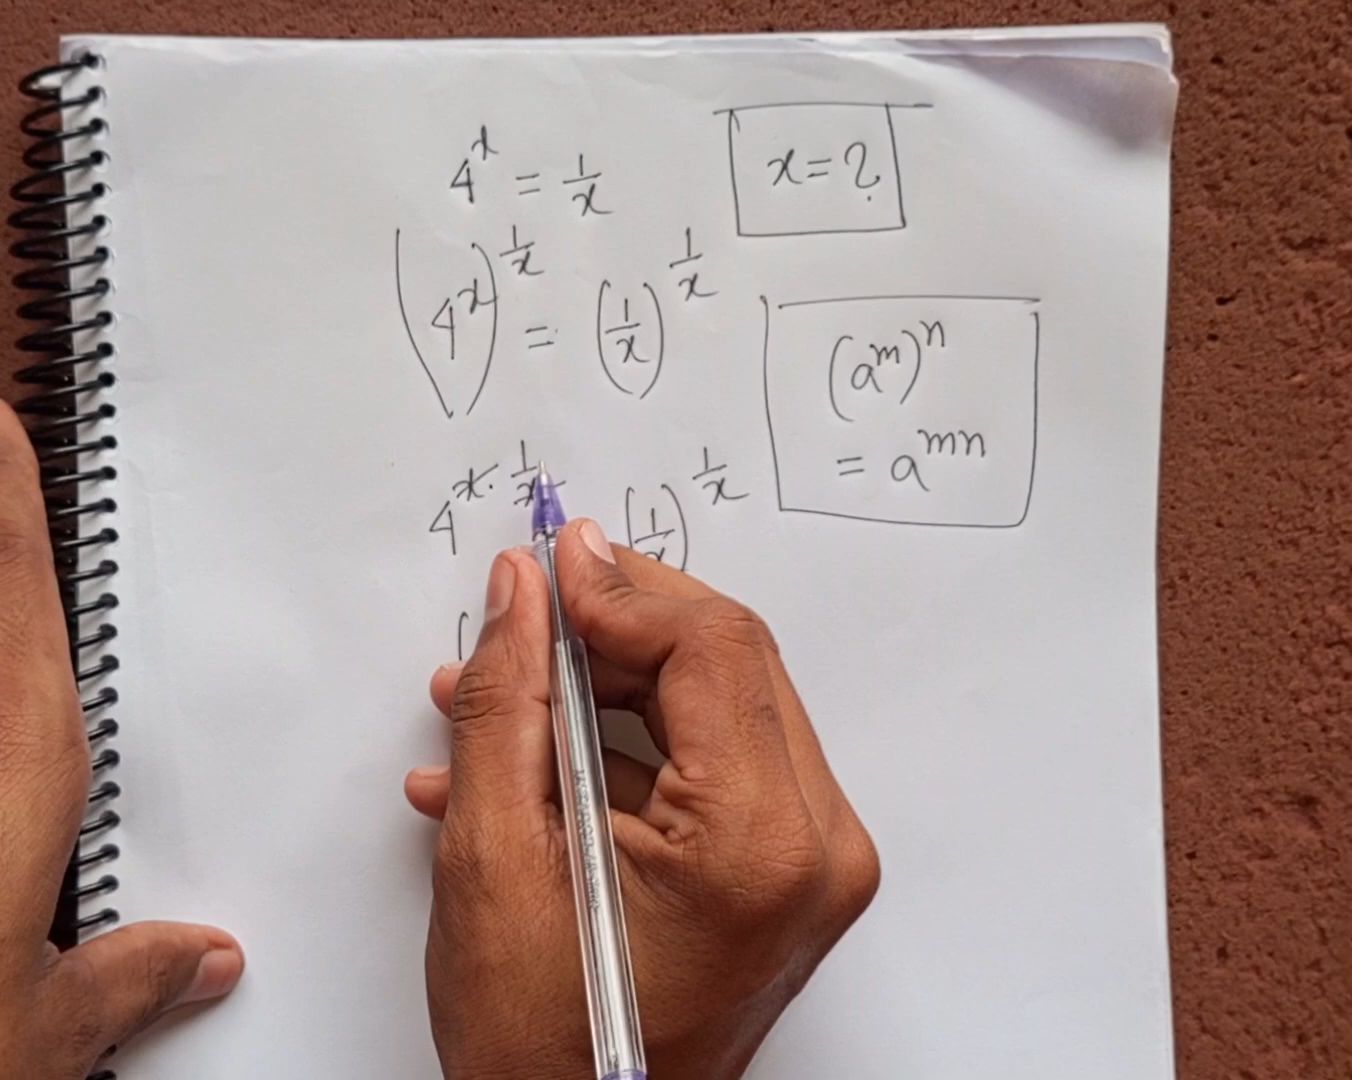 4^x = 1/x
x = ?
(4^x)^(1/x) = (1/x)^(1/x)
(a^m)^n
= a^mn
4^(x · 1/x) (1/x)^(1/x)
(